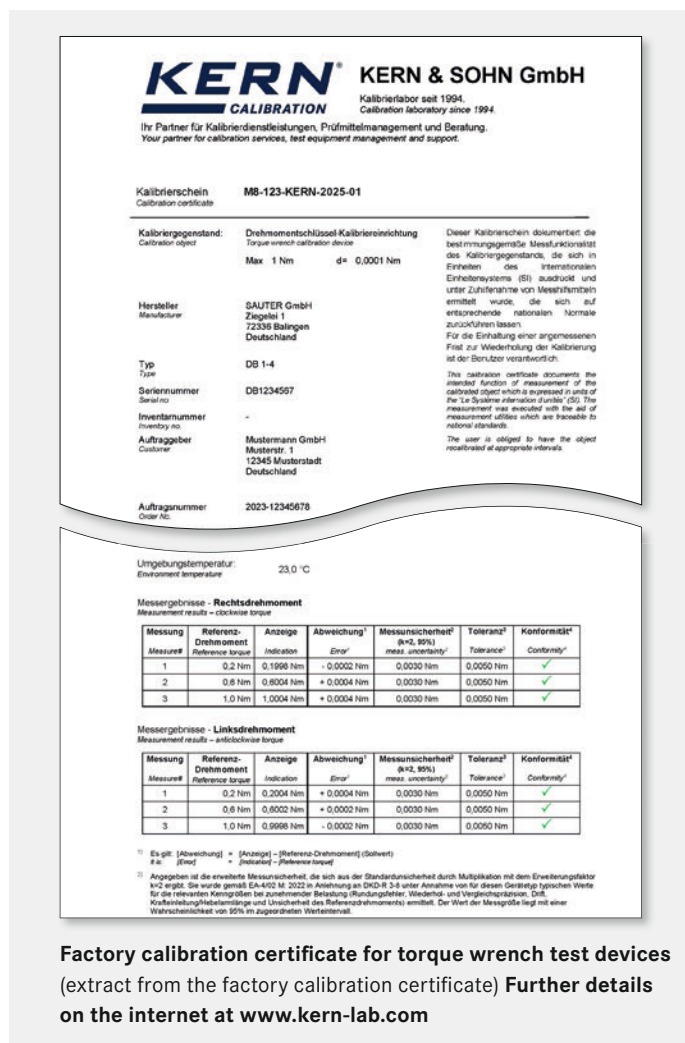 KERN®
CALIBRATION
KERN & SOHN GmbH
Kalibrierlabor seit 1994.
Calibration laboratory since 1994.
Ihr Partner für Kalibrierdienstleistungen, Prüfmittelmanagement und Beratung.
Your partner for calibration services, test equipment management and support.
Kalibrierschein M8-123-KERN-2025-01
Calibration certificate
Kalibriergegenstand: Drehmomentschlüssel-Kalibriereinrichtung
Calibration object Torque wrench calibration device
Max 1 Nm d= 0,0001 Nm
Hersteller SAUTER GmbH
Manufacturer Ziegelei 1
72336 Balingen
Deutschland
Typ DB 1-4
Type
Seriennummer DB1234567
Serial no
Inventarnummer -
Inventory no.
Auftraggeber Mustermann GmbH
Customer Musterstr. 1
12345 Musterstadt
Deutschland
Auftragsnummer 2023-12345678
Order No.
Dieser Kalibrierschein dokumentiert die
bestimmungsgemäße Messfunktionalität
des Kalibriergegenstands, die sich in
Einheiten des Internationalen
Einheitensystems (SI) ausdrückt und
unter Zuhilfenahme von Messhilfsmitteln
ermittelt wurde, die sich auf
entsprechende nationalen Normale
zurückführen lassen.
Für die Einhaltung einer angemessenen
Frist zur Wiederholung der Kalibrierung
ist der Benutzer verantwortlich.
This calibration certificate documents the
intended function of measurement of the
calibrated object which is expressed in units of
the "Le Système internation d'unités" (SI). The
measurement was executed with the aid of
measurement utilities which are traceable to
national standards.
The user is obliged to have the object
recalibrated at appropriate intervals.
Umgebungstemperatur: 23,0 °C
Environment temperature
Messergebnisse - Rechtsdrehmoment
Measurement results – clockwise torque
Messung Referenz- Anzeige Abweichung¹ Messunsicherheit² Toleranz³ Konformität⁴
Drehmoment (k=2, 95%)
Measure# Reference torque Indication Error¹ meas. uncertainty² Tolerance³ Conformity⁴
1 0,2 Nm 0,1998 Nm - 0,0002 Nm 0,0030 Nm 0,0050 Nm ✓
2 0,6 Nm 0,6004 Nm + 0,0004 Nm 0,0030 Nm 0,0050 Nm ✓
3 1,0 Nm 1,0004 Nm + 0,0004 Nm 0,0030 Nm 0,0050 Nm ✓
Messergebnisse - Linksdrehmoment
Measurement results – anticlockwise torque
Messung Referenz- Anzeige Abweichung¹ Messunsicherheit² Toleranz³ Konformität⁴
Drehmoment (k=2, 95%)
Measure# Reference torque Indication Error¹ meas. uncertainty² Tolerance³ Conformity⁴
1 0,2 Nm 0,2004 Nm + 0,0004 Nm 0,0030 Nm 0,0050 Nm ✓
2 0,6 Nm 0,6002 Nm + 0,0002 Nm 0,0030 Nm 0,0050 Nm ✓
3 1,0 Nm 0,9998 Nm - 0,0002 Nm 0,0030 Nm 0,0050 Nm ✓
1) Es gilt: [Abweichung] = [Anzeige] – [Referenz-Drehmoment] (Sollwert)
It is: [Error] = [Indication] – [Reference torque]
2) Angegeben ist die erweiterte Messunsicherheit, die sich aus der Standardunsicherheit durch Multiplikation mit dem Erweiterungsfaktor
k=2 ergibt. Sie wurde gemäß EA-4/02 M: 2022 in Anlehnung an DKD-R 3-8 unter Annahme von für diesen Gerätetyp typischen Werte
für die relevanten Kenngrößen bei zunehmender Belastung (Rundungsfehler, Wiederhol- und Vergleichspräzision, Drift,
Krafteinleitung/Hebelarmlänge und Unsicherheit des Referenzdrehmoments) ermittelt. Der Wert der Messgröße liegt mit einer
Wahrscheinlichkeit von 95% im zugeordneten Werteintervall.
Factory calibration certificate for torque wrench test devices
(extract from the factory calibration certificate) Further details
on the internet at www.kern-lab.com